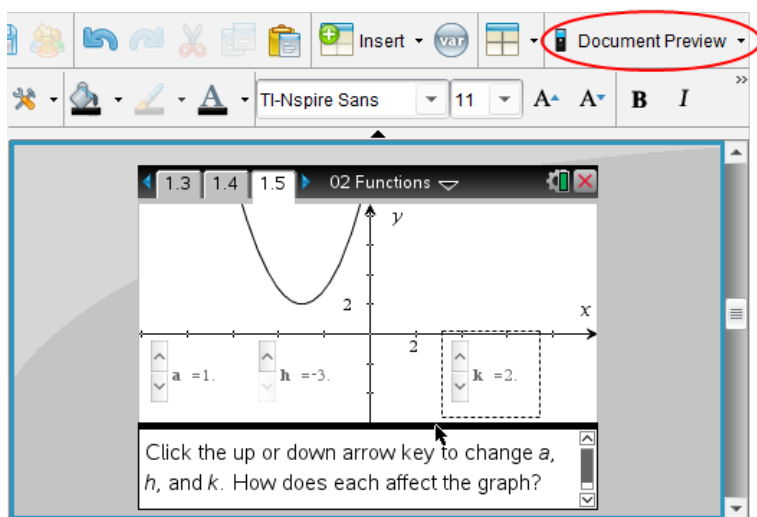 Insert var Document Preview
TI-Nspire Sans 11 A A B I »
1.3 1.4 1.5 02 Functions
y
2
x
2
a =1. h =-3. k =2.
Click the up or down arrow key to change a,
h, and k. How does each affect the graph?